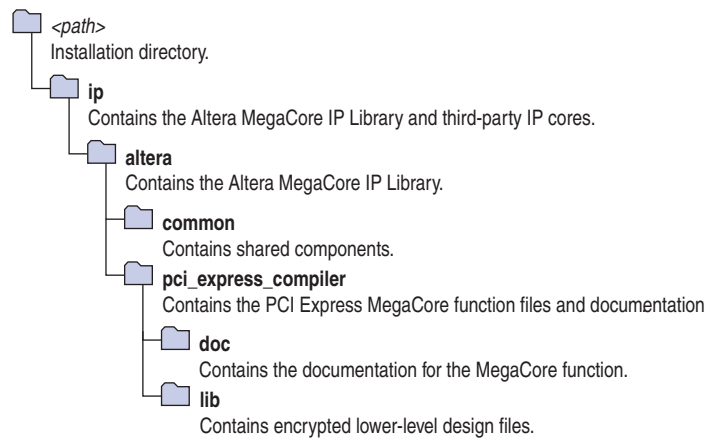 <path>
Installation directory.
ip
Contains the Altera MegaCore IP Library and third-party IP cores.
altera
Contains the Altera MegaCore IP Library.
common
Contains shared components.
pci_express_compiler
Contains the PCI Express MegaCore function files and documentation
doc
Contains the documentation for the MegaCore function.
lib
Contains encrypted lower-level design files.